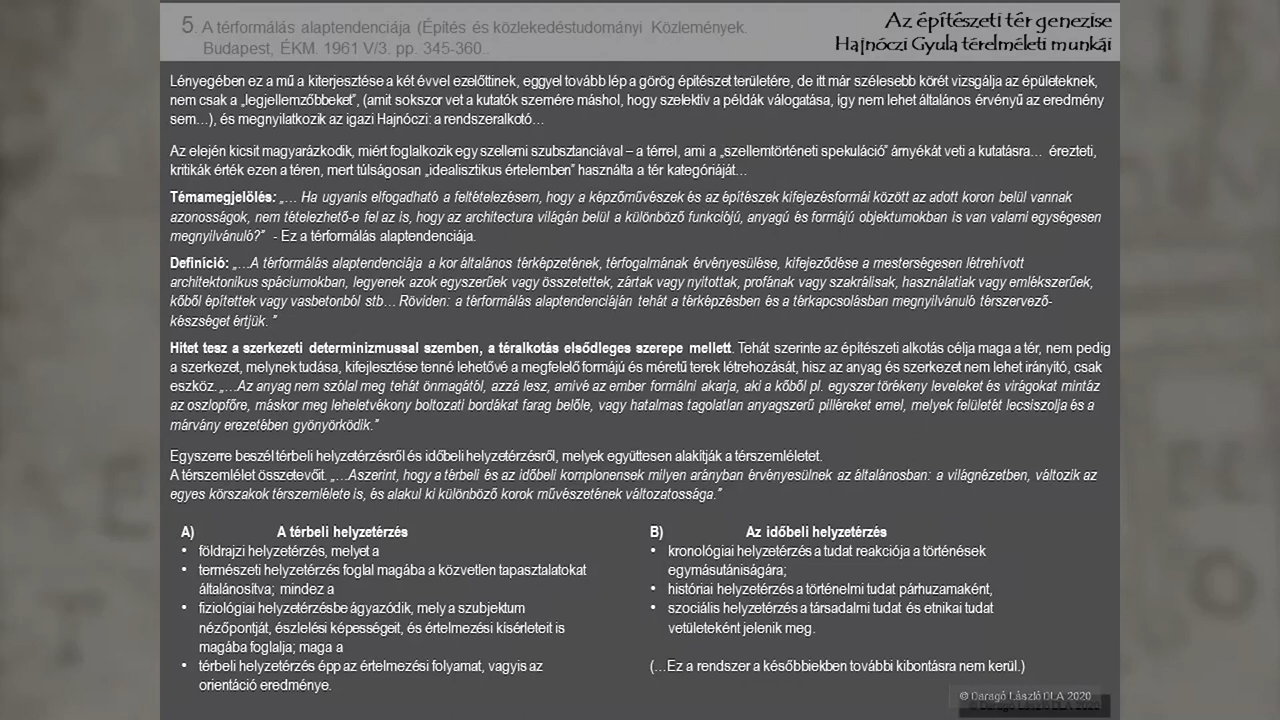 5. A térformálás alaptendenciája (Építés és közlekedéstudományi Közlemények.
Budapest, ÉKM. 1961 V/3. pp. 345-360..
Az építészeti tér genezise
Hajnóczi Gyula térelméleti munkái
Lényegében ez a mű a kiterjesztése a két évvel ezelőttinek, eggyel tovább lép a görög építészet területére, de itt már szélesebb körét vizsgálja az épületeknek,
nem csak a „legjellemzőbbeket”, (amit sokszor vet a kutatók szemére máshol, hogy szelektív a példák válogatása, így nem lehet általános érvényű az eredmény
sem…), és megnyilatkozik az igazi Hajnóczi: a rendszeralkotó…
Az elején kicsit magyarázkodik, miért foglalkozik egy szellemi szubsztanciával – a térrel, ami a „szellemtörténeti spekuláció” árnyékát veti a kutatásra… érezteti,
kritikák érték ezen a téren, mert túlságosan „idealisztikus értelemben” használta a tér kategóriáját…
Témamegjelölés: „… Ha ugyanis elfogadható a feltételezésem, hogy a képzőművészek és az építészek kifejezésformái között az adott koron belül vannak
azonosságok, nem tételezhető-e fel az is, hogy az architectura világán belül a különböző funkciójú, anyagú és formájú objektumokban is van valami egységesen
megnyilvánuló?” - Ez a térformálás alaptendenciája.
Definíció: „…A térformálás alaptendenciája a kor általános térképzetének, térfogalmának érvényesülése, kifejeződése a mesterségesen létrehívott
architektonikus spáciumokban, legyenek azok egyszerűek vagy összetettek, zártak vagy nyitottak, profának vagy szakrálisak, használatiak vagy emlékszerűek,
kőből építettek vagy vasbetonból stb… Röviden: a térformálás alaptendenciáján tehát a térképzésben és a térkapcsolásban megnyilvánuló térszervező-
készséget értjük. ”
Hitet tesz a szerkezeti determinizmussal szemben, a téralkotás elsődleges szerepe mellett. Tehát szerinte az építészeti alkotás célja maga a tér, nem pedig
a szerkezet, melynek tudása, kifejlesztése tenné lehetővé a megfelelő formájú és méretű terek létrehozását, hisz az anyag és szerkezet nem lehet irányító, csak
eszköz. „…Az anyag nem szólal meg tehát önmagától, azzá lesz, amivé az ember formálni akarja, aki a kőből pl. egyszer törékeny leveleket és virágokat mintáz
az oszlopfőre, máskor meg leheletvékony boltozati bordákat farag belőle, vagy hatalmas tagolatlan anyagszerű pilléreket emel, melyek felületét lecsiszolja és a
márvány erezetében gyönyörködik.”
Egyszerre beszél térbeli helyzetérzésről és időbeli helyzetérzésről, melyek együttesen alakítják a térszemléletet.
A térszemlélet összetevőit. „…Aszerint, hogy a térbeli és az időbeli komplonensek milyen arányban érvényesülnek az általánosban: a világnézetben, változik az
egyes körszakok térszemlélete is, és alakul ki különböző korok művészetének változatossága.”
A) A térbeli helyzetérzés
• földrajzi helyzetérzés, melyet a
• természeti helyzetérzés foglal magába a közvetlen tapasztalatokat
általánosítva; mindez a
• fiziológiai helyzetérzésbe ágyazódik, mely a szubjektum
nézőpontját, észlelési képességeit, és értelmezési kísérleteit is
magába foglalja; maga a
• térbeli helyzetérzés épp az értelmezési folyamat, vagyis az
orientáció eredménye.
B) Az időbeli helyzetérzés
• kronológiai helyzetérzés a tudat reakciója a történések
egymásutániságára;
• históriai helyzetérzés a történelmi tudat párhuzamaként,
• szociális helyzetérzés a társadalmi tudat és etnikai tudat
vetületeként jelenik meg.
(…Ez a rendszer a későbbiekben további kibontásra nem kerül.)
© Daragó László DLA 2020